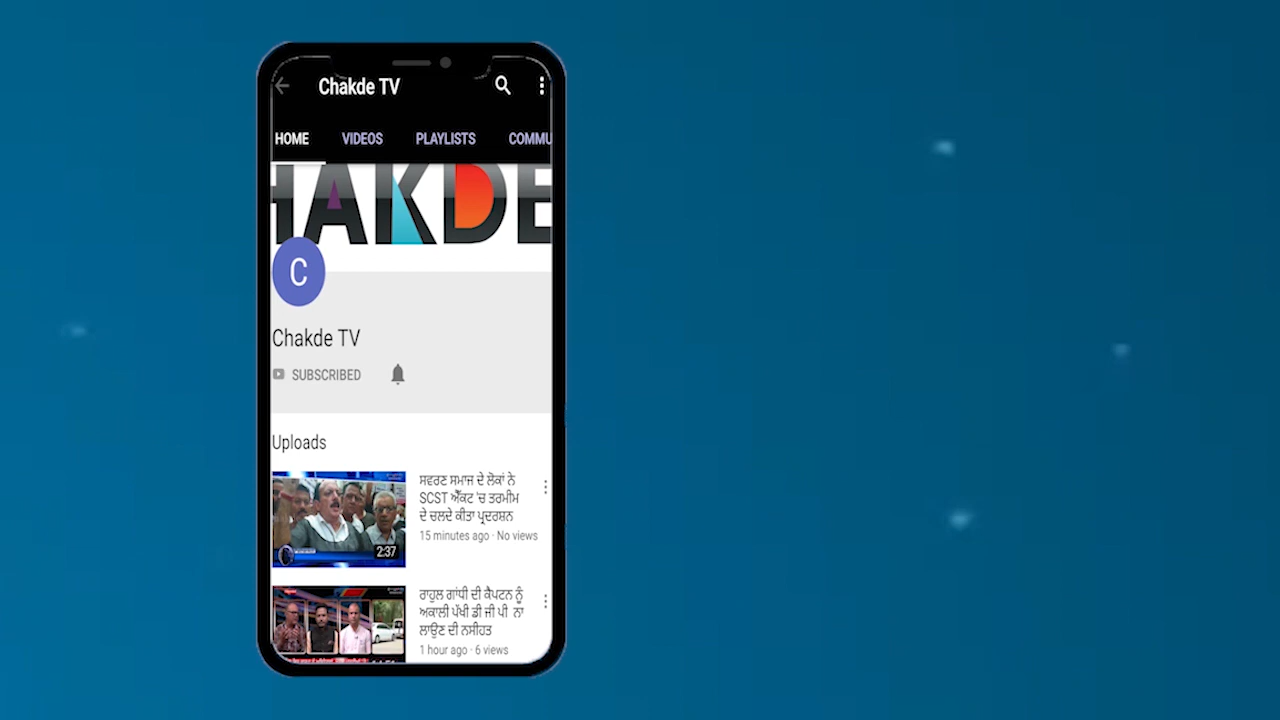 Chakde TV
HOME VIDEOS PLAYLISTS COMMU
HAKDE
C
Chakde TV
SUBSCRIBED
Uploads
ਸਵਰਣ ਸਮਾਜ ਦੇ ਲੋਕਾਂ ਨੇ
SCST ਐੱਕਟ 'ਚ ਤਰਮੀਮ
ਦੇ ਚਲਦੇ ਕੀਤਾ ਪ੍ਰਦਰਸ਼ਨ
15 minutes ago · No views
2:37
ਰਾਹੁਲ ਗਾਂਧੀ ਦੀ ਕੈਪਟਨ ਨੂੰ
ਅਕਾਲੀ ਪੱਖੀ ਡੀ ਜੀ ਪੀ ਨਾ
ਲਾਉਣ ਦੀ ਨਸੀਹਤ
1 hour ago · 6 views